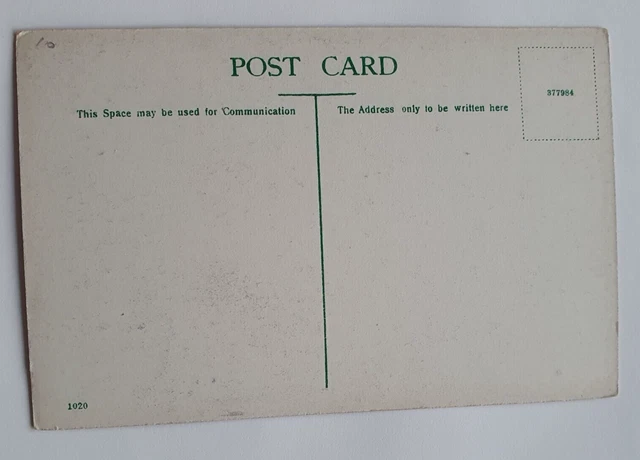 10
POST CARD
This Space may be used for Communication
The Address only to be written here
377984
1020